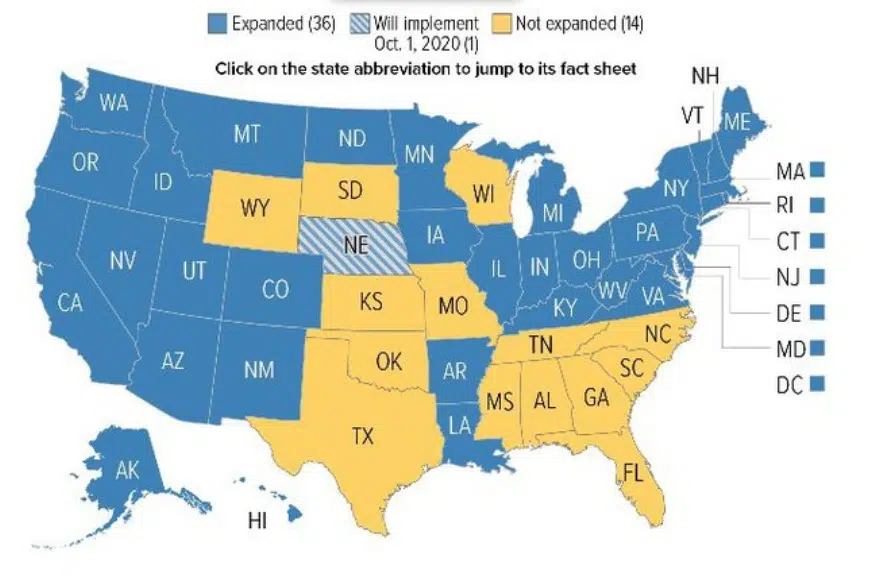 Expanded (36)
Will implement
Oct. 1, 2020 (1)
Not expanded (14)
Click on the state abbreviation to jump to its fact sheet
NH
VT
WA
MT
ND
MN
ME
OR
ID
WY
SD
WI
MI
NY
MA
RI
CT
NV
UT
CO
NE
IA
IL
IN
OH
PA
NJ
CA
KS
MO
KY
WV
VA
DE
AZ
NM
OK
AR
TN
NC
MD
SC
DC
TX
LA
MS
AL
GA
AK
HI
FL